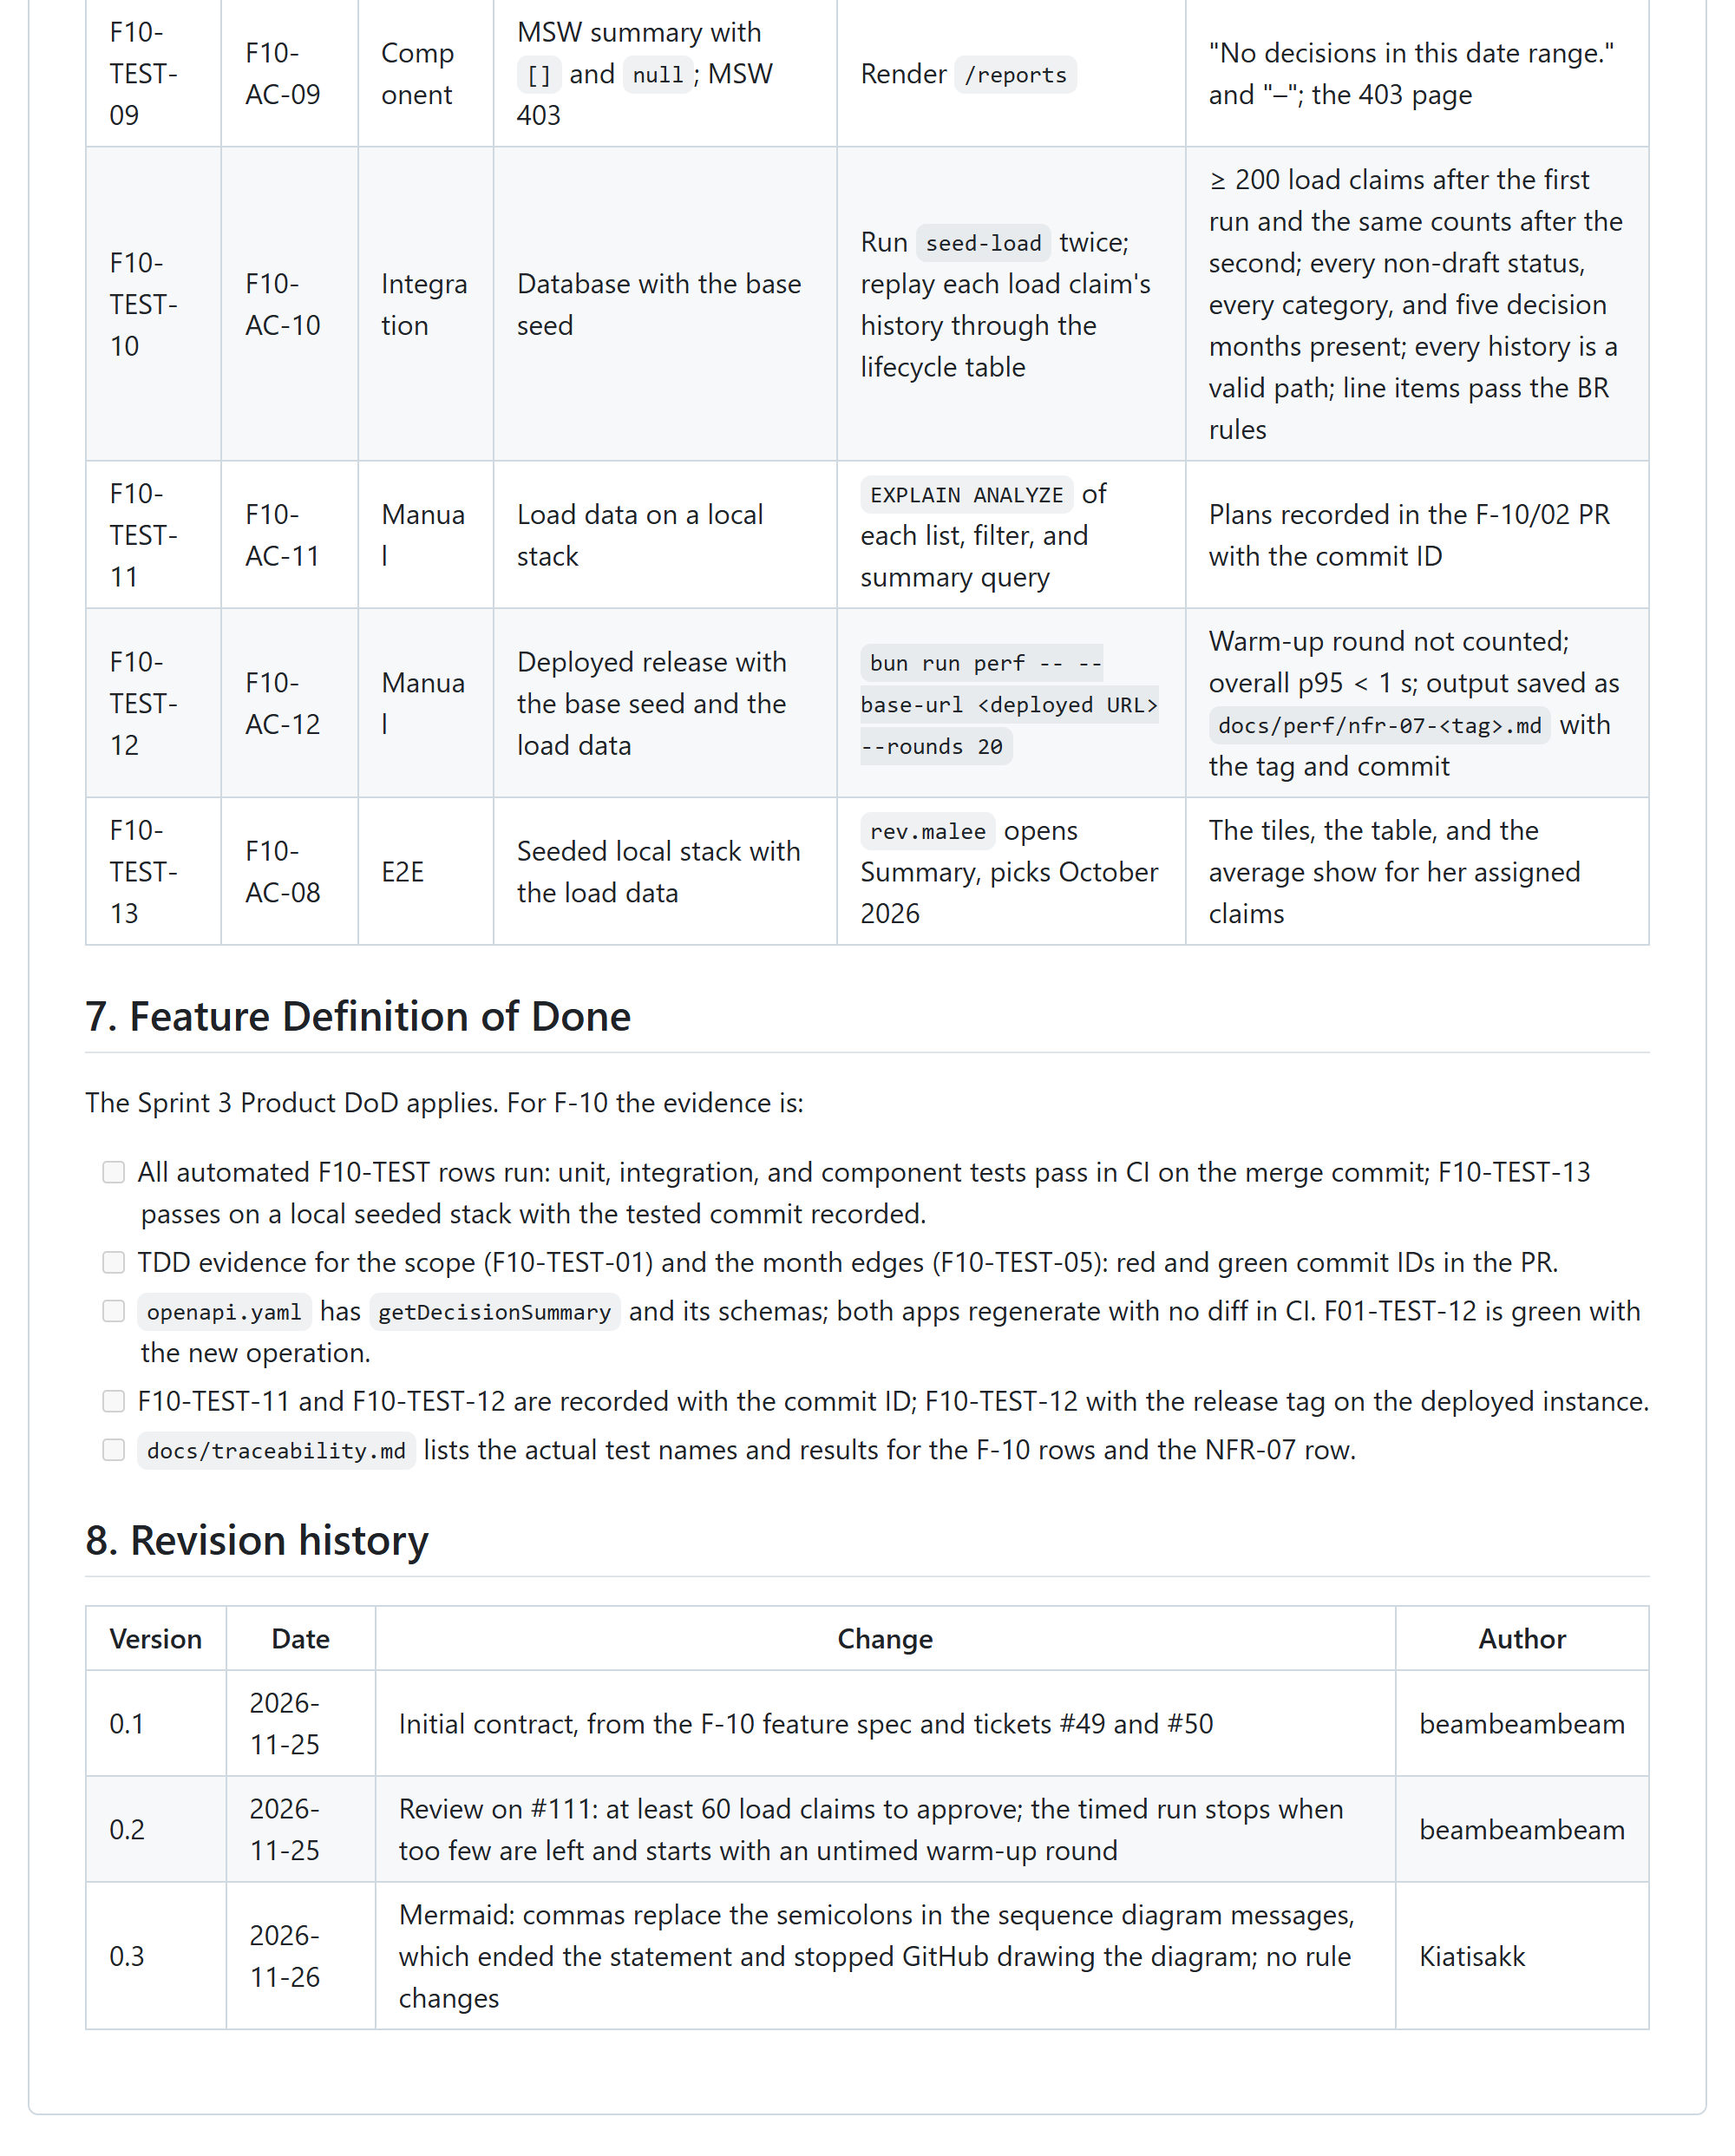 F10-
TEST-
09
F10-
AC-09
Comp
onent
MSW summary with
[] and null; MSW
403
Render /reports
"No decisions in this date range."
and "–"; the 403 page
F10-
TEST-
10
F10-
AC-10
Integra
tion
Database with the base
seed
Run seed-load twice;
replay each load claim's
history through the
lifecycle table
≥ 200 load claims after the first
run and the same counts after the
second; every non-draft status,
every category, and five decision
months present; every history is a
valid path; line items pass the BR
rules
F10-
TEST-
11
F10-
AC-11
Manua
l
Load data on a local
stack
EXPLAIN ANALYZE of
each list, filter, and
summary query
Plans recorded in the F-10/02 PR
with the commit ID
F10-
TEST-
12
F10-
AC-12
Manua
l
Deployed release with
the base seed and the
load data
bun run perf -- --
base-url <deployed URL>
--rounds 20
Warm-up round not counted;
overall p95 < 1 s; output saved as
docs/perf/nfr-07-<tag>.md with
the tag and commit
F10-
TEST-
13
F10-
AC-08
E2E
Seeded local stack with
the load data
rev.malee opens
Summary, picks October
2026
The tiles, the table, and the
average show for her assigned
claims
7. Feature Definition of Done
The Sprint 3 Product DoD applies. For F-10 the evidence is:
All automated F10-TEST rows run: unit, integration, and component tests pass in CI on the merge commit; F10-TEST-13
passes on a local seeded stack with the tested commit recorded.
TDD evidence for the scope (F10-TEST-01) and the month edges (F10-TEST-05): red and green commit IDs in the PR.
openapi.yaml has getDecisionSummary and its schemas; both apps regenerate with no diff in CI. F01-TEST-12 is green with
the new operation.
F10-TEST-11 and F10-TEST-12 are recorded with the commit ID; F10-TEST-12 with the release tag on the deployed instance.
docs/traceability.md lists the actual test names and results for the F-10 rows and the NFR-07 row.
8. Revision history
Version
Date
Change
Author
0.1
2026-
11-25
Initial contract, from the F-10 feature spec and tickets #49 and #50
beambeambeam
0.2
2026-
11-25
Review on #111: at least 60 load claims to approve; the timed run stops when
too few are left and starts with an untimed warm-up round
beambeambeam
0.3
2026-
11-26
Mermaid: commas replace the semicolons in the sequence diagram messages,
which ended the statement and stopped GitHub drawing the diagram; no rule
changes
Kiatisakk